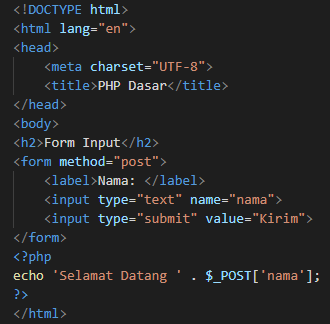 <!DOCTYPE html>
<html lang="en">
<head>
    <meta charset="UTF-8">
    <title>PHP Dasar</title>
</head>
<body>
<h2>Form Input</h2>
<form method="post">
    <label>Nama: </label>
    <input type="text" name="nama">
    <input type="submit" value="Kirim">
</form>
<?php
echo 'Selamat Datang ' . $_POST['nama'];
?>
</html>